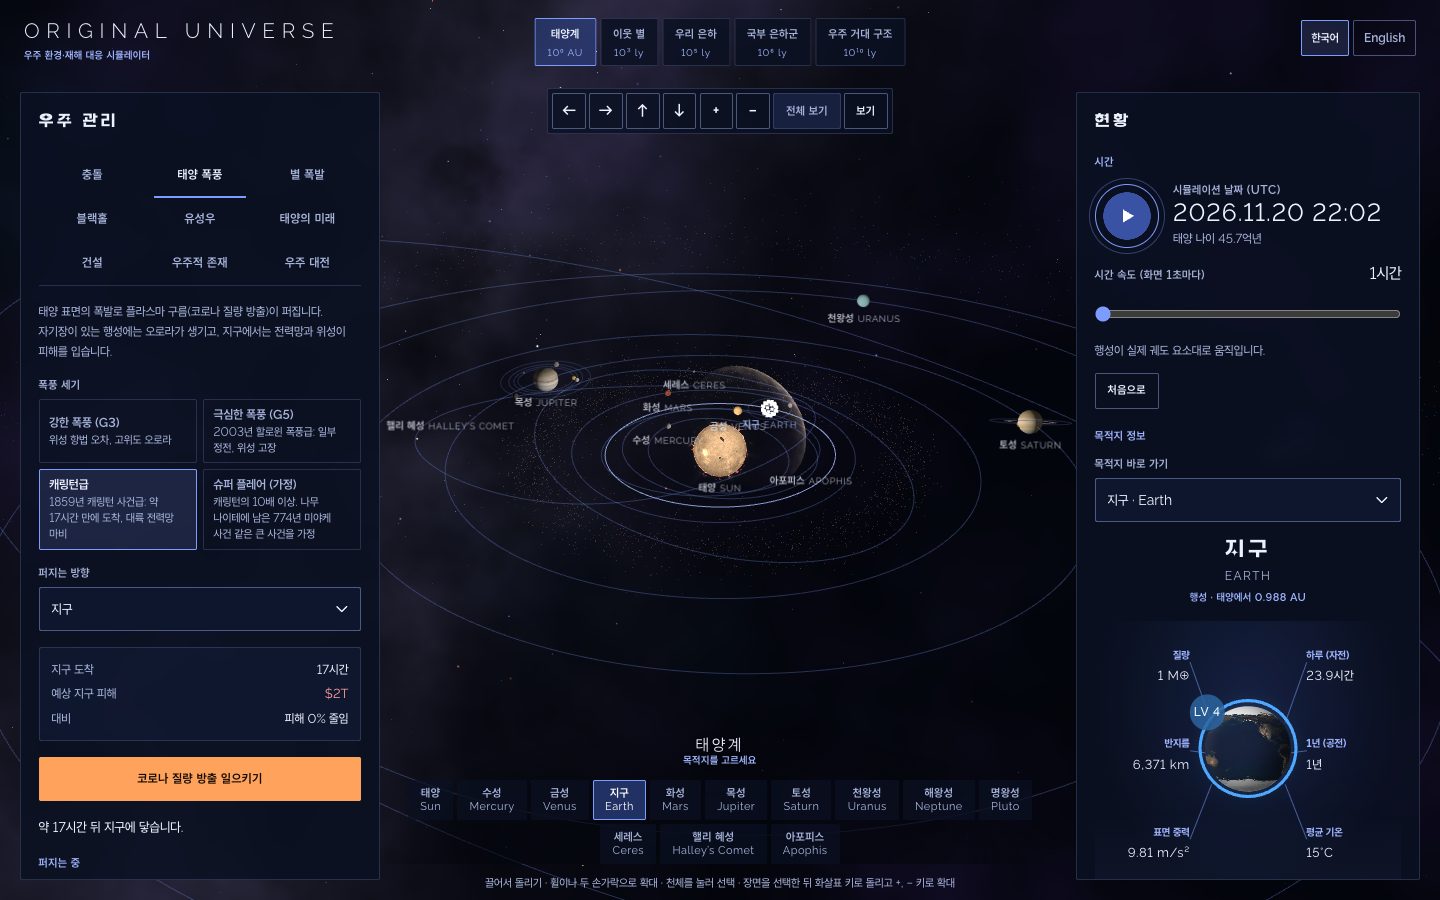 ORIGINAL UNIVERSE
우주 환경·재해 대응 시뮬레이터
태양계
10⁰ AU
이웃 별
10³ ly
우리 은하
10⁵ ly
국부 은하군
10⁶ ly
우주 거대 구조
10¹⁰ ly
한국어
English
← → ↑ ↓ + − 전체 보기 보기
우주 관리
충돌 태양 폭풍 별 폭발
블랙홀 유성우 태양의 미래
건설 우주적 존재 우주 대전
태양 표면의 폭발로 플라스마 구름(코로나 질량 방출)이 퍼집니다.
자기장이 있는 행성에는 오로라가 생기고, 지구에서는 전력망과 위성이
피해를 입습니다.
폭풍 세기
강한 폭풍 (G3)
위성 항법 오차, 고위도 오로라
극심한 폭풍 (G5)
2003년 할로윈 폭풍급: 일부
정전, 위성 고장
캐링턴급
1859년 캐링턴 사건급: 약
17시간 만에 도착, 대륙 전력망
마비
슈퍼 플레어 (가정)
캐링턴의 10배 이상. 나무
나이테에 남은 774년 미야케
사건 같은 큰 사건을 가정
퍼지는 방향
지구
지구 도착 17시간
예상 지구 피해 $2T
대비 피해 0% 줄임
코로나 질량 방출 일으키기
약 17시간 뒤 지구에 닿습니다.
퍼지는 중
천왕성 URANUS
세레스 CERES
목성 JUPITER
화성 MARS
핼리 혜성 HALLEY'S COMET
지구 EARTH
수성 MERCURY
토성 SATURN
아포피스 APOPHIS
태양 SUN
태양계
목적지를 고르세요
태양
Sun
수성
Mercury
금성
Venus
지구
Earth
화성
Mars
목성
Jupiter
토성
Saturn
천왕성
Uranus
해왕성
Neptune
명왕성
Pluto
세레스
Ceres
핼리 혜성
Halley's Comet
아포피스
Apophis
끌어서 돌리기 · 휠이나 두 손가락으로 확대 · 천체를 눌러 선택 · 장면을 선택한 뒤 화살표 키로 돌리고 +, − 키로 확대
현황
시간
시뮬레이션 날짜 (UTC)
2026.11.20 22:02
태양 나이 45.7억년
시간 속도 (화면 1초마다) 1시간
행성이 실제 궤도 요소대로 움직입니다.
처음으로
목적지 정보
목적지 바로 가기
지구 · Earth
지구
EARTH
행성 · 태양에서 0.988 AU
질량
1 M⊕
하루 (자전)
23.9시간
LV 4
반지름
6,371 km
1년 (공전)
1년
표면 중력
9.81 m/s²
평균 기온
15°C